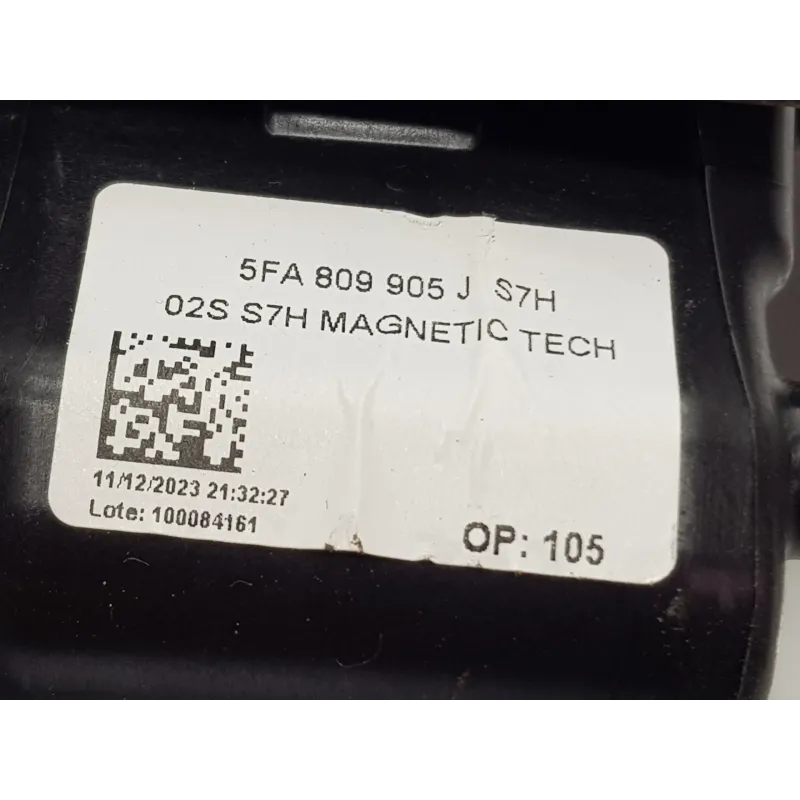 5FA 809 905 J S7H
02S S7H MAGNETIC TECH
11/12/2023 21:32:27
Lote: 100084161
OP: 105